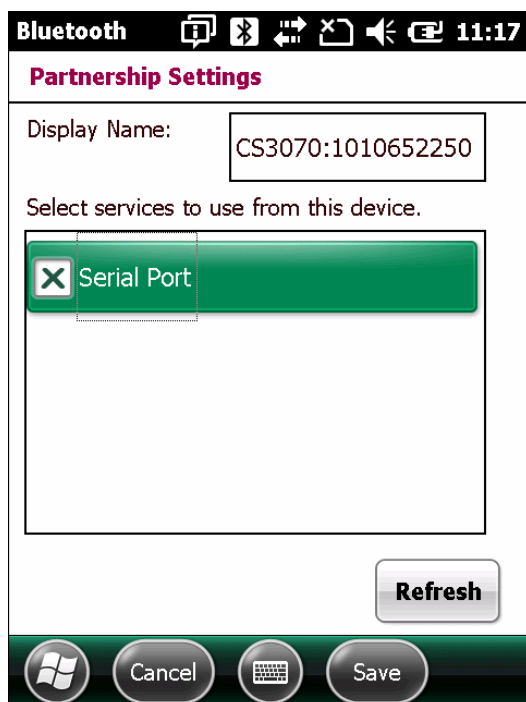 Bluetooth 11:17
Partnership Settings
Display Name:
CS3070:1010652250
Select services to use from this device.
Serial Port
Refresh
Cancel Save